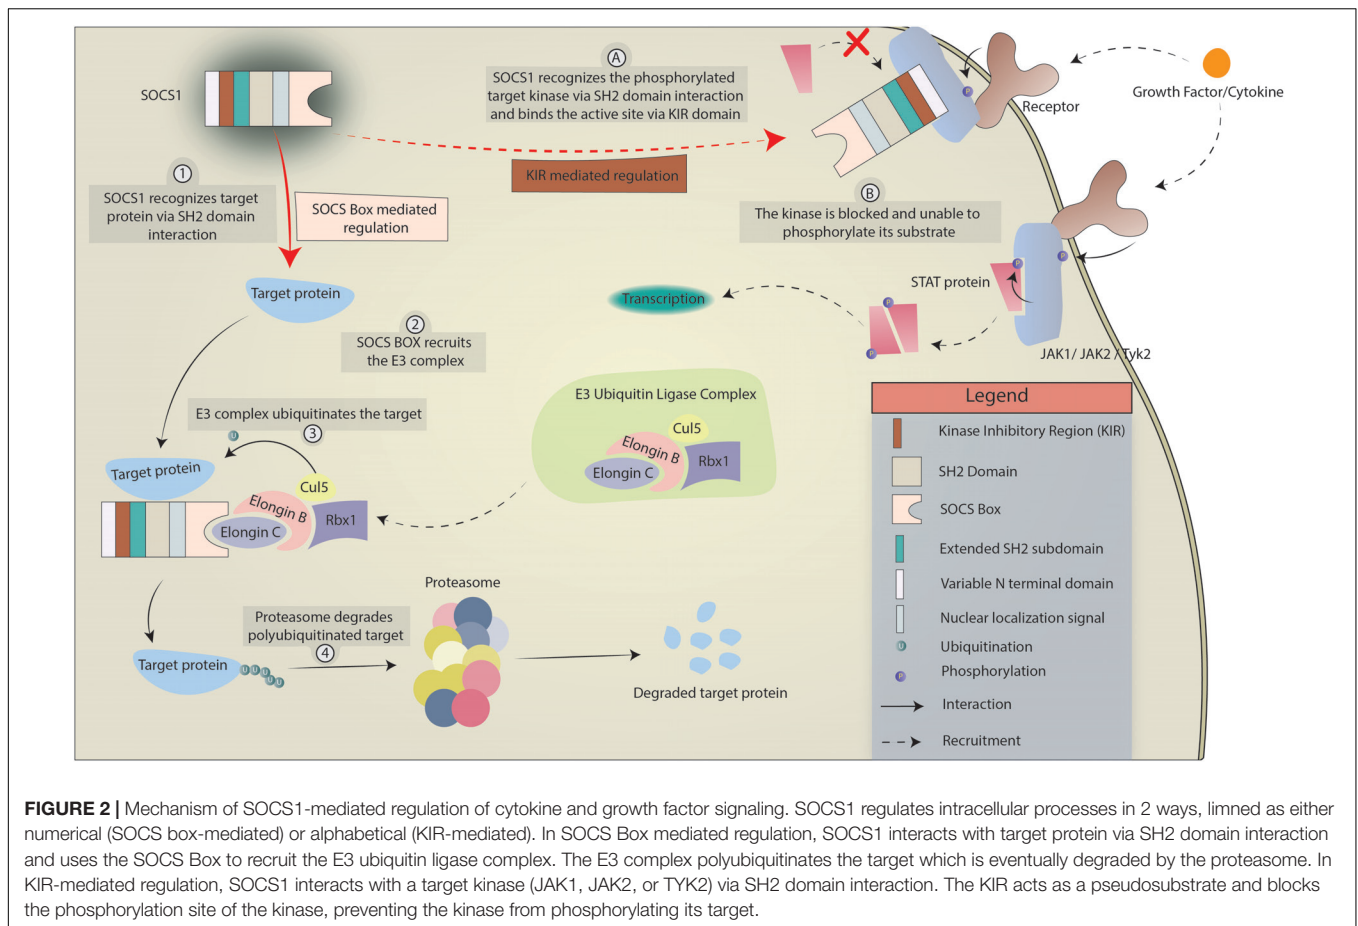 SOCS1
A
SOCS1 recognizes the phosphorylated
target kinase via SH2 domain interaction
and binds the active site via KIR domain
P
Receptor
Growth Factor/Cytokine
KIR mediated regulation
1
SOCS1 recognizes target
protein via SH2 domain
interaction
SOCS Box mediated
regulation
B
The kinase is blocked and unable to
phosphorylate its substrate
Target protein
Transcription
STAT protein
P
P
P
P
JAK1/ JAK2 / Tyk2
2
SOCS BOX recruits
the E3 complex
E3 complex ubiquitinates the target
3
U
Target protein
Cul5
Elongin B
Elongin C
Rbx1
E3 Ubiquitin Ligase Complex
Cul5
Elongin B
Elongin C
Rbx1
Proteasome
Proteasome degrades
polyubiquitinated target
4
Target protein
U U U U U
Degraded target protein
Legend
Kinase Inhibitory Region (KIR)
SH2 Domain
SOCS Box
Extended SH2 subdomain
Variable N terminal domain
Nuclear localization signal
U Ubiquitination
P Phosphorylation
Interaction
Recruitment
FIGURE 2 | Mechanism of SOCS1-mediated regulation of cytokine and growth factor signaling. SOCS1 regulates intracellular processes in 2 ways, limned as either
numerical (SOCS box-mediated) or alphabetical (KIR-mediated). In SOCS Box mediated regulation, SOCS1 interacts with target protein via SH2 domain interaction
and uses the SOCS Box to recruit the E3 ubiquitin ligase complex. The E3 complex polyubiquitinates the target which is eventually degraded by the proteasome. In
KIR-mediated regulation, SOCS1 interacts with a target kinase (JAK1, JAK2, or TYK2) via SH2 domain interaction. The KIR acts as a pseudosubstrate and blocks
the phosphorylation site of the kinase, preventing the kinase from phosphorylating its target.